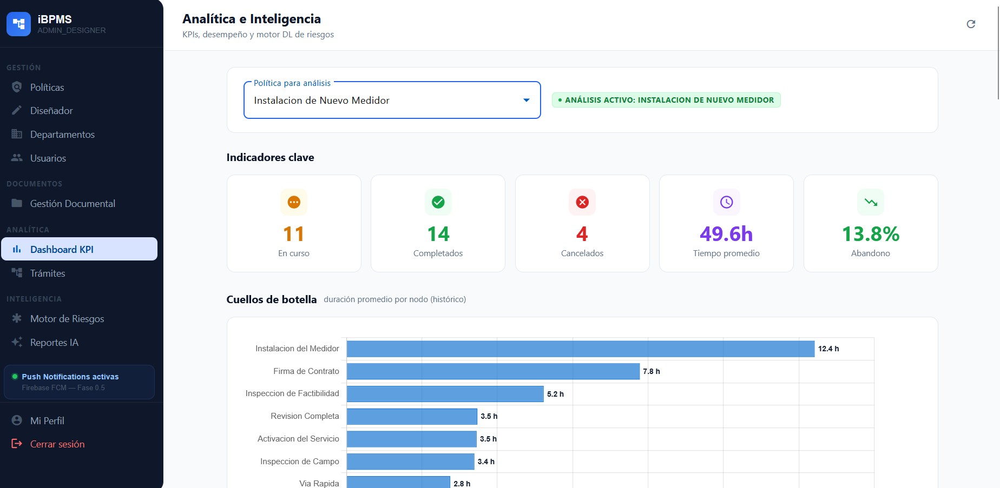 iBPMS
ADMIN_DESIGNER
GESTIÓN
Políticas
Diseñador
Departamentos
Usuarios
DOCUMENTOS
Gestión Documental
ANALÍTICA
Dashboard KPI
Trámites
INTELIGENCIA
Motor de Riesgos
Reportes IA
Push Notifications activas
Firebase FCM — Fase 0.5
Mi Perfil
Cerrar sesión
Analítica e Inteligencia
KPIs, desempeño y motor DL de riesgos
Política para análisis
Instalacion de Nuevo Medidor
• ANÁLISIS ACTIVO: INSTALACION DE NUEVO MEDIDOR
Indicadores clave
11
En curso
14
Completados
4
Cancelados
49.6h
Tiempo promedio
13.8%
Abandono
Cuellos de botella duración promedio por nodo (histórico)
Instalacion del Medidor 12.4 h
Firma de Contrato 7.8 h
Inspeccion de Factibilidad 5.2 h
Revision Completa 3.5 h
Activacion del Servicio 3.5 h
Inspeccion de Campo 3.4 h
Via Rapida 2.8 h